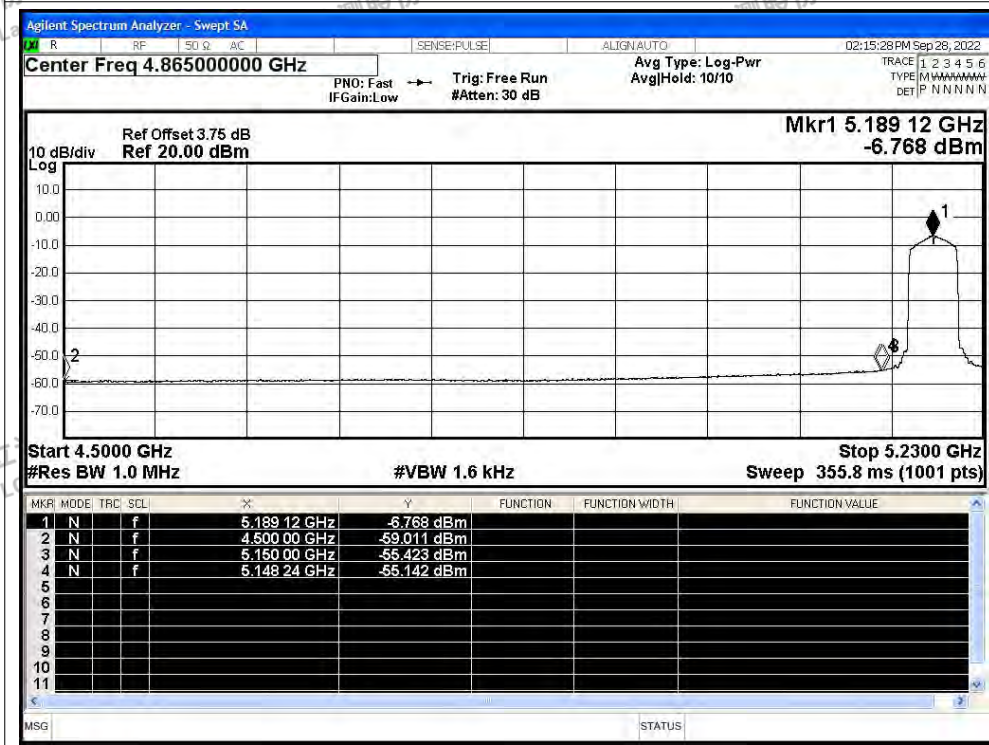 Agilent Spectrum Analyzer - Swept SA
R RF 50 Ω AC SENSE:PULSE ALIGN AUTO 02:15:28 PM Sep 28, 2022
Center Freq 4.865000000 GHz
PNO: Fast
IFGain:Low
Trig: Free Run
#Atten: 30 dB
Avg Type: Log-Pwr
Avg|Hold: 10/10
TRACE 1 2 3 4 5 6
TYPE M
DET P N N N N N
Mkr1 5.189 12 GHz
-6.768 dBm
Ref Offset 3.75 dB
10 dB/div Ref 20.00 dBm
Log
10.0
0.00
-10.0
-20.0
-30.0
-40.0
-50.0
-60.0
-70.0
1
2
Start 4.5000 GHz Stop 5.2300 GHz
#Res BW 1.0 MHz #VBW 1.6 kHz Sweep 355.8 ms (1001 pts)
MKR MODE TRC SCL X Y FUNCTION FUNCTION WIDTH FUNCTION VALUE
1 N f 5.189 12 GHz -6.768 dBm
2 N f 4.500 00 GHz -59.011 dBm
3 N f 5.150 00 GHz -55.423 dBm
4 N f 5.148 24 GHz -55.142 dBm
5
6
7
8
9
10
11
MSG STATUS